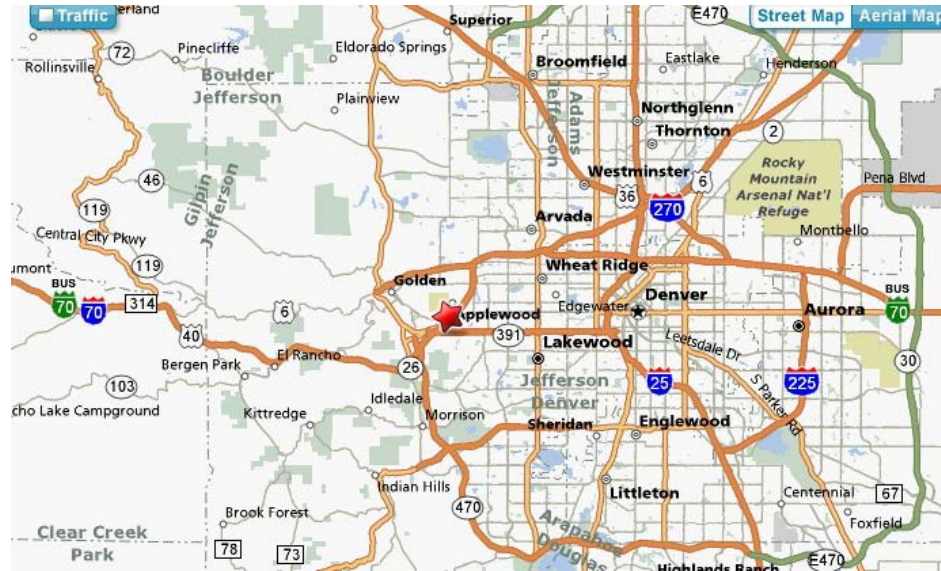 Traffic
Superior
E470
Street Map
Aerial Map
72
Pinecliffe
Eldorado Springs
Broomfield
Eastlake
Henderson
Rollinsville
Boulder
Jefferson
Plainview
Jefferson
Adams
Northglenn
Thornton
2
46
Gilpin
Jefferson
Westminster
36
6
270
Rocky
Mountain
Arsenal Nat'l
Refuge
Pena Blvd
119
Central City Pkwy
Arvada
Montbello
119
Golden
Wheat Ridge
BUS
70
70
314
6
Applewood
Edgewater
Denver
Aurora
BUS
70
40
391
Lakewood
Leetsdale Dr
El Rancho
Bergen Park
26
Jefferson
Denver
25
225
S Parker Rd
30
103
cho Lake Campground
Idledale
Kittredge
Morrison
Sheridan
Englewood
Indian Hills
470
Littleton
Centennial
67
Brook Forest
Foxfield
Clear Creek
Park
78
73
Arapahoe
Douglas
Highlands Ranch
E470